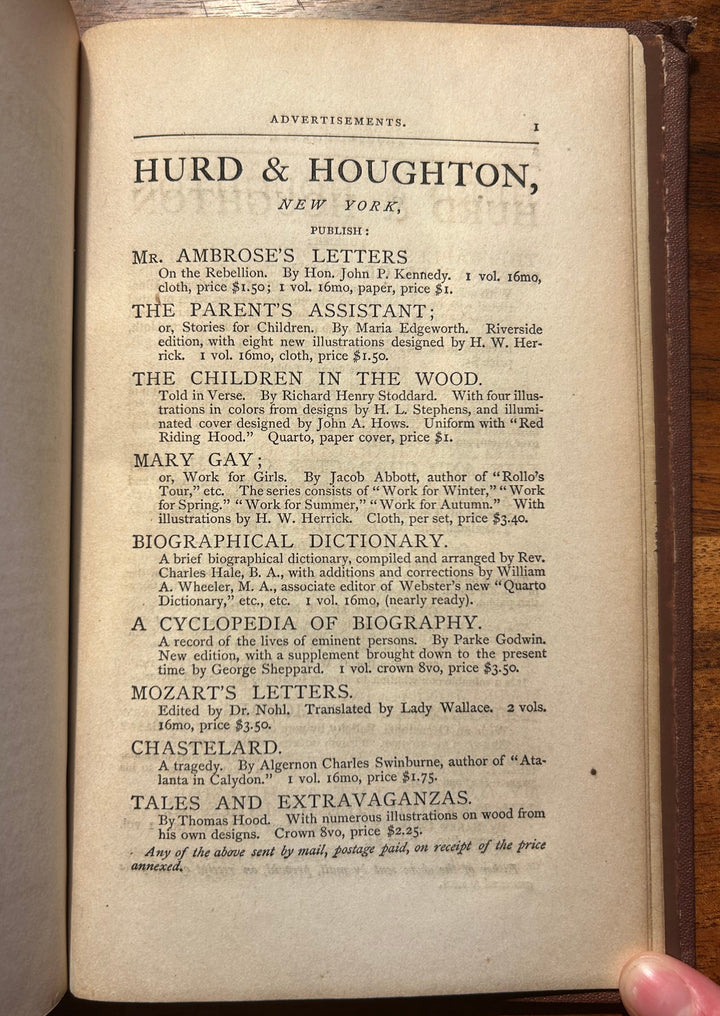 ADVERTISEMENTS. 1
HURD & HOUGHTON,
NEW YORK,
PUBLISH:
MR. AMBROSE'S LETTERS
On the Rebellion. By Hon. John P. Kennedy. 1 vol. 16mo,
cloth, price $1.50; 1 vol. 16mo, paper, price $1.
THE PARENT'S ASSISTANT;
or, Stories for Children. By Maria Edgeworth. Riverside
edition, with eight new illustrations designed by H. W. Her-
rick. 1 vol. 16mo, cloth, price $1.50.
THE CHILDREN IN THE WOOD.
Told in Verse. By Richard Henry Stoddard. With four illus-
trations in colors from designs by H. L. Stephens, and illumi-
nated cover designed by John A. Hows. Uniform with "Red
Riding Hood." Quarto, paper cover, price $1.
MARY GAY;
or, Work for Girls. By Jacob Abbott, author of "Rollo's
Tour," etc. The series consists of "Work for Winter," "Work
for Spring." "Work for Summer," "Work for Autumn." With
illustrations by H. W. Herrick. Cloth, per set, price $3.40.
BIOGRAPHICAL DICTIONARY.
A brief biographical dictionary, compiled and arranged by Rev.
Charles Hale, B. A., with additions and corrections by William
A. Wheeler, M. A., associate editor of Webster's new "Quarto
Dictionary," etc., etc. 1 vol. 16mo, (nearly ready).
A CYCLOPEDIA OF BIOGRAPHY.
A record of the lives of eminent persons. By Parke Godwin.
New edition, with a supplement brought down to the present
time by George Sheppard. 1 vol. crown 8vo, price $3.50.
MOZART'S LETTERS.
Edited by Dr. Nohl. Translated by Lady Wallace. 2 vols.
16mo, price $3.50.
CHASTELARD.
A tragedy. By Algernon Charles Swinburne, author of "Ata-
lanta in Calydon." 1 vol. 16mo, price $1.75.
TALES AND EXTRAVAGANZAS.
By Thomas Hood. With numerous illustrations on wood from
his own designs. Crown 8vo, price $2.25.
Any of the above sent by mail, postage paid, on receipt of the price
annexed.